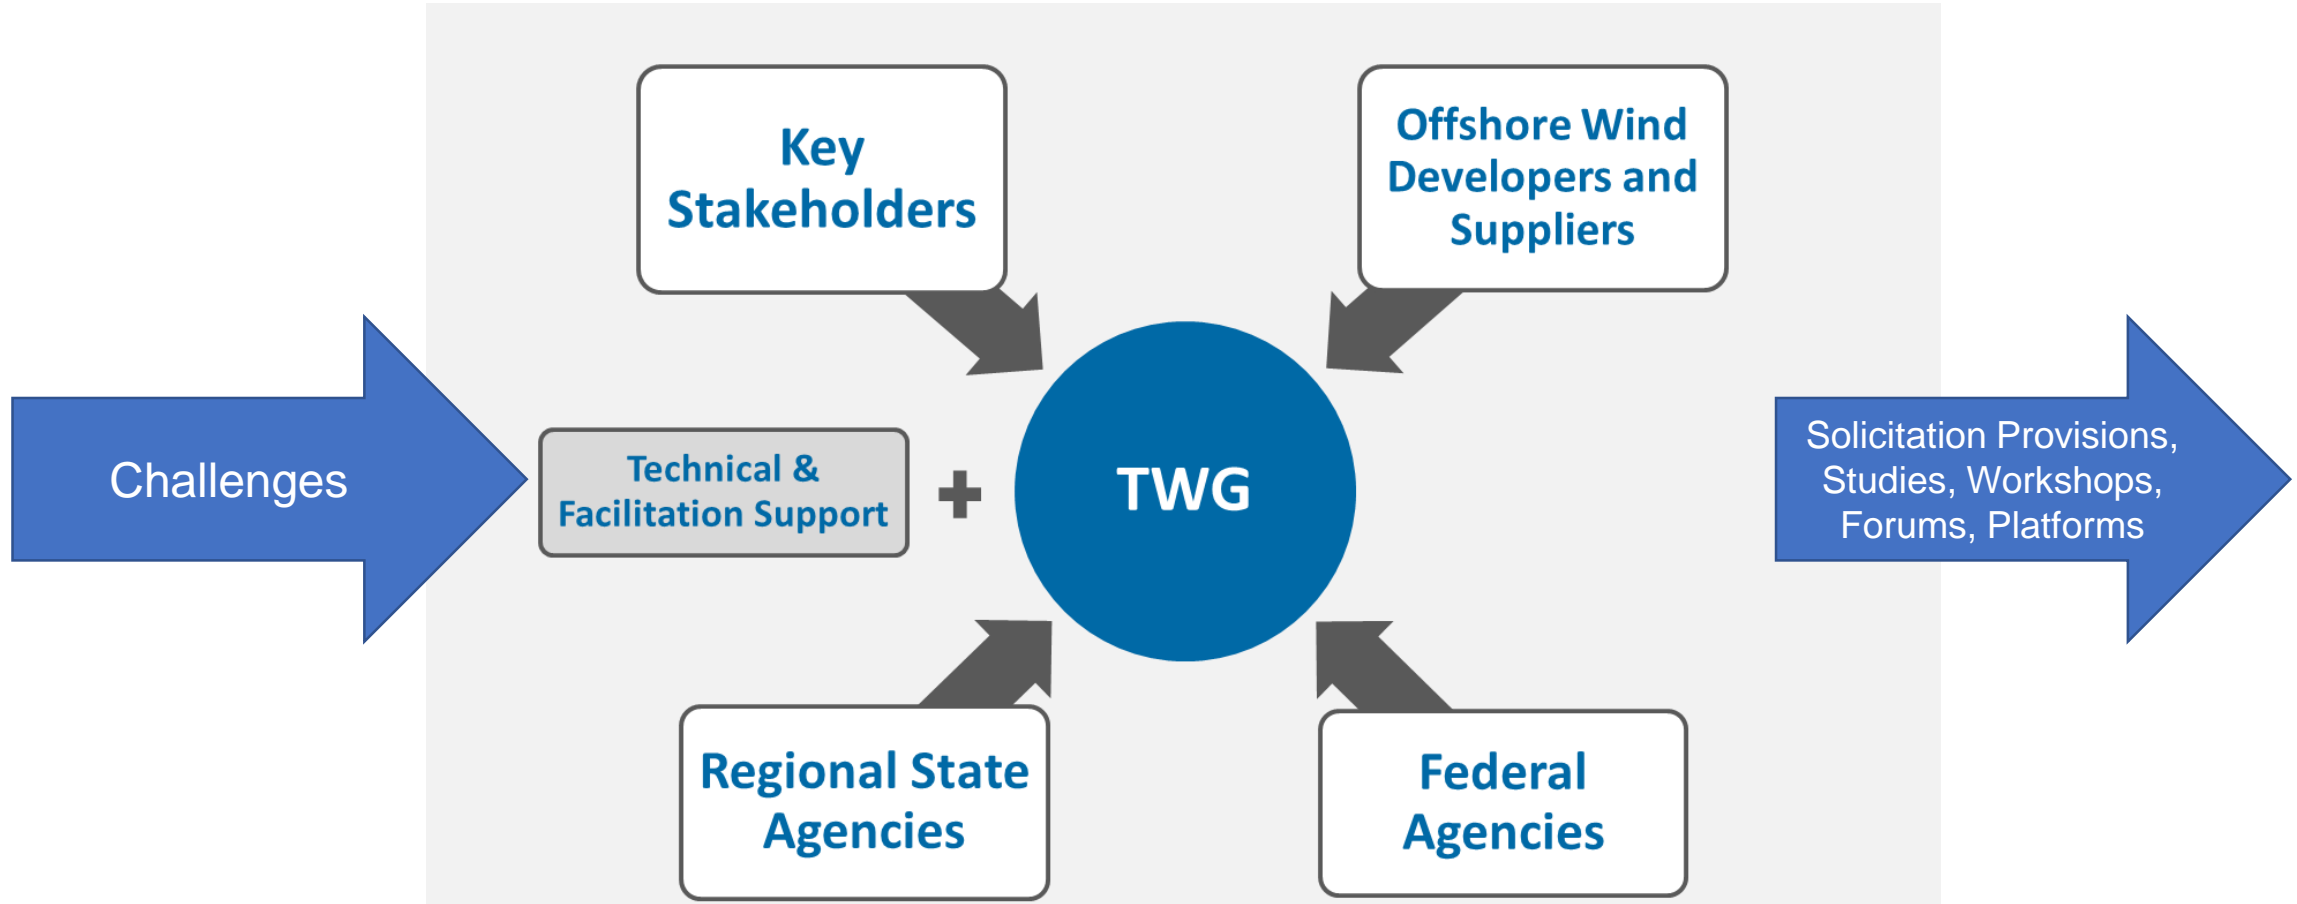 Key
Stakeholders
Offshore Wind
Developers and
Suppliers
Challenges
Technical &
Facilitation Support
+
TWG
Solicitation Provisions,
Studies, Workshops,
Forums, Platforms
Regional State
Agencies
Federal
Agencies